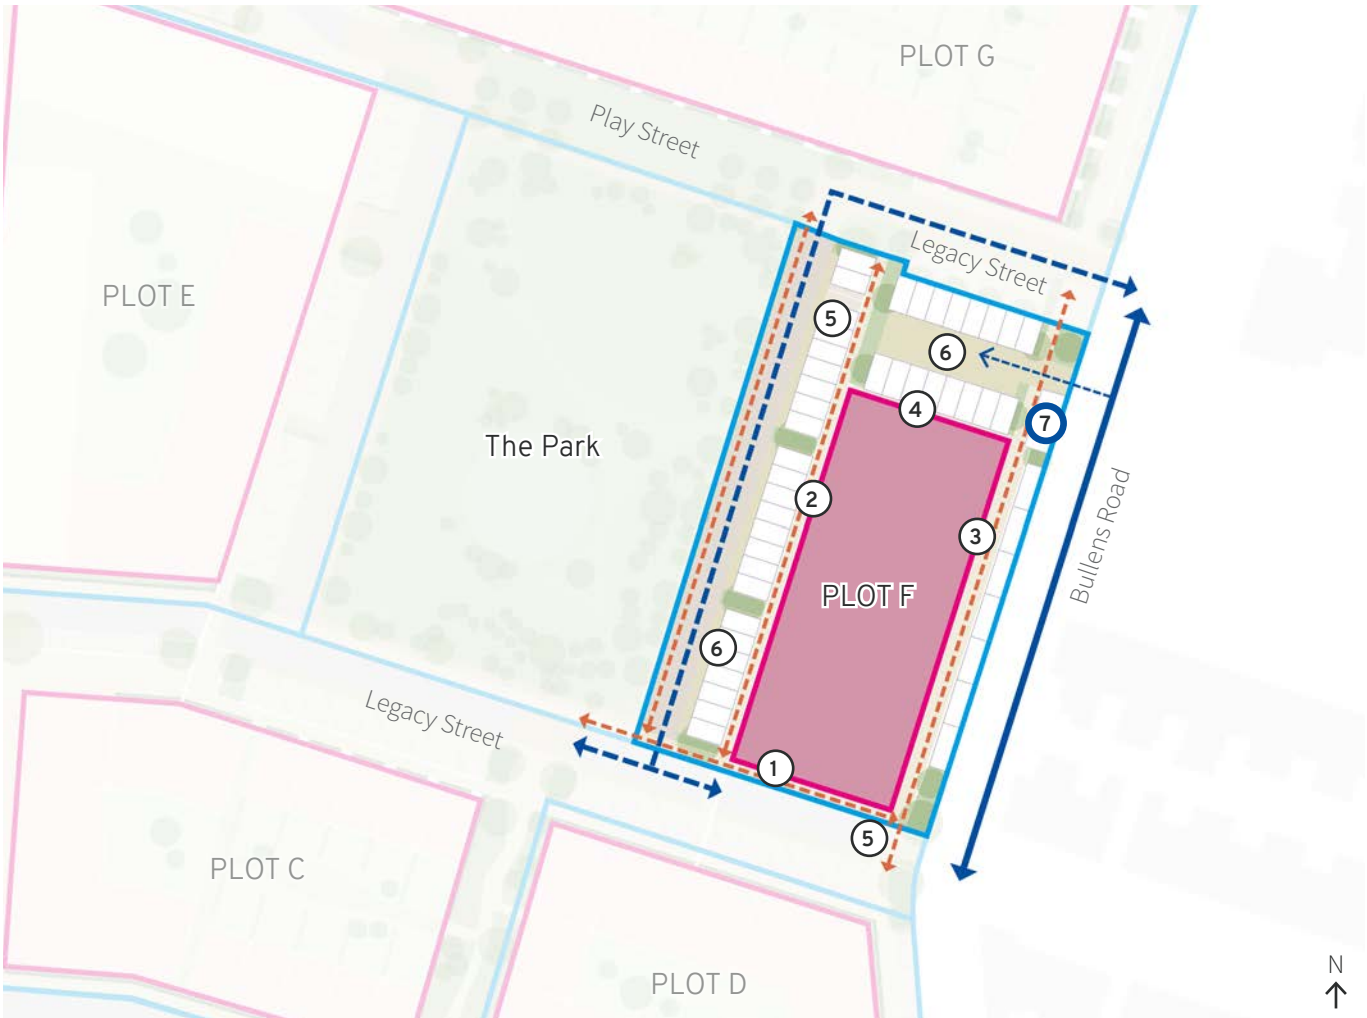 PLOT G
Play Street
Legacy Street
PLOT E
5
6
4
7
The Park
2
3
Bullens Road
PLOT F
6
Legacy Street
1
5
PLOT C
PLOT D
N